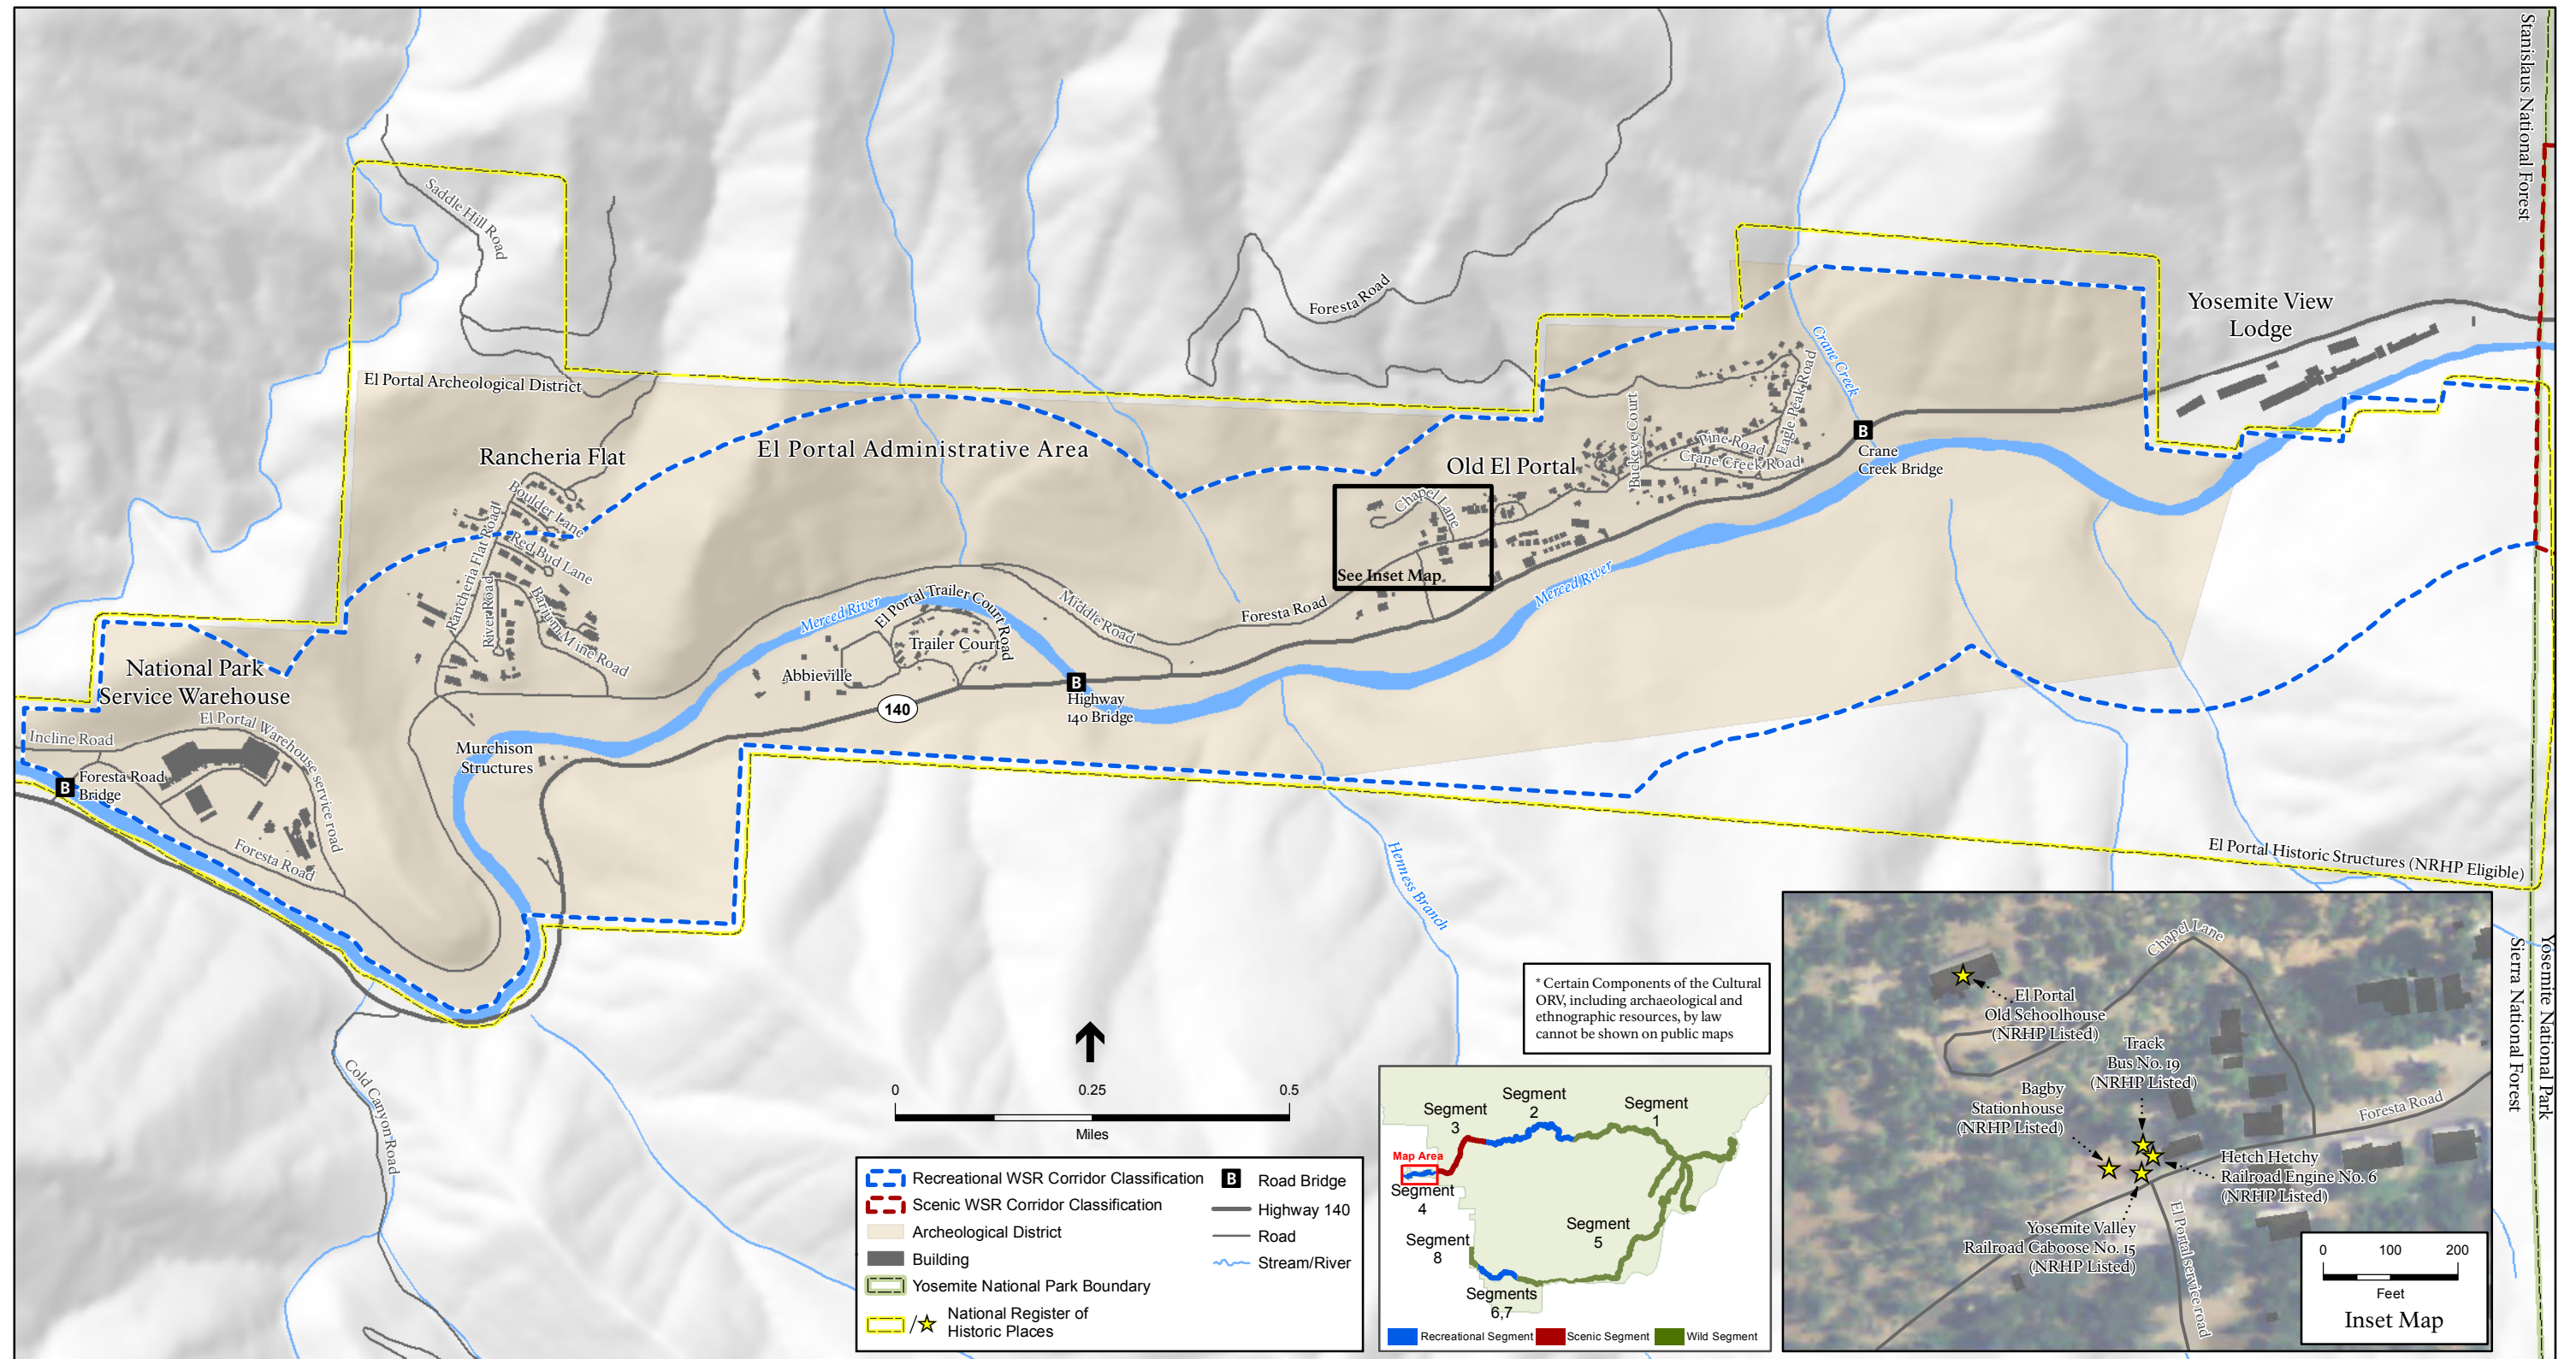 Stanislaus National Forest
Saddle Hill Road
Foresta Road
Yosemite View
Lodge
Crane Creek
El Portal Archeological District
Eagle Peak Road
Buckeye Court
Pine Road
Crane Creek Road
B
Crane
Creek Bridge
Rancheria Flat
El Portal Administrative Area
Old El Portal
Boulder Lane
Chapel Lane
Rancheria Flat Road
Red Bud Lane
See Inset Map
River Road
Barium Mine Road
Merced River
El Portal Trailer Court Road
Middle Road
Foresta Road
Merced River
Trailer Court
Abbieville
National Park
Service Warehouse
B
Highway
140 Bridge
140
El Portal Warehouse service road
Incline Road
Murchison
Structures
B
Foresta Road
Bridge
Foresta Road
Henness Branch
El Portal Historic Structures (NRHP Eligible)
Yosemite National Park
Sierra National Forest
Cold Canyon Road
0 0.25 0.5
Miles
* Certain Components of the Cultural
ORV, including archaeological and
ethnographic resources, by law
cannot be shown on public maps
Recreational WSR Corridor Classification
Scenic WSR Corridor Classification
Archeological District
Building
Yosemite National Park Boundary
/
National Register of
Historic Places
B
Road Bridge
Highway 140
Road
Stream/River
Segment
1
Segment
2
Segment
3
Map Area
Segment
4
Segment
5
Segment
8
Segments
6,7
Recreational Segment
Scenic Segment
Wild Segment
Chapel Lane
El Portal
Old Schoolhouse
(NRHP Listed)
Track
Bus No. 19
(NRHP Listed)
Bagby
Stationhouse
(NRHP Listed)
Foresta Road
Hetch Hetchy
Railroad Engine No. 6
(NRHP Listed)
Yosemite Valley
Railroad Caboose No. 15
(NRHP Listed)
El Portal service road
0 100 200
Feet
Inset Map